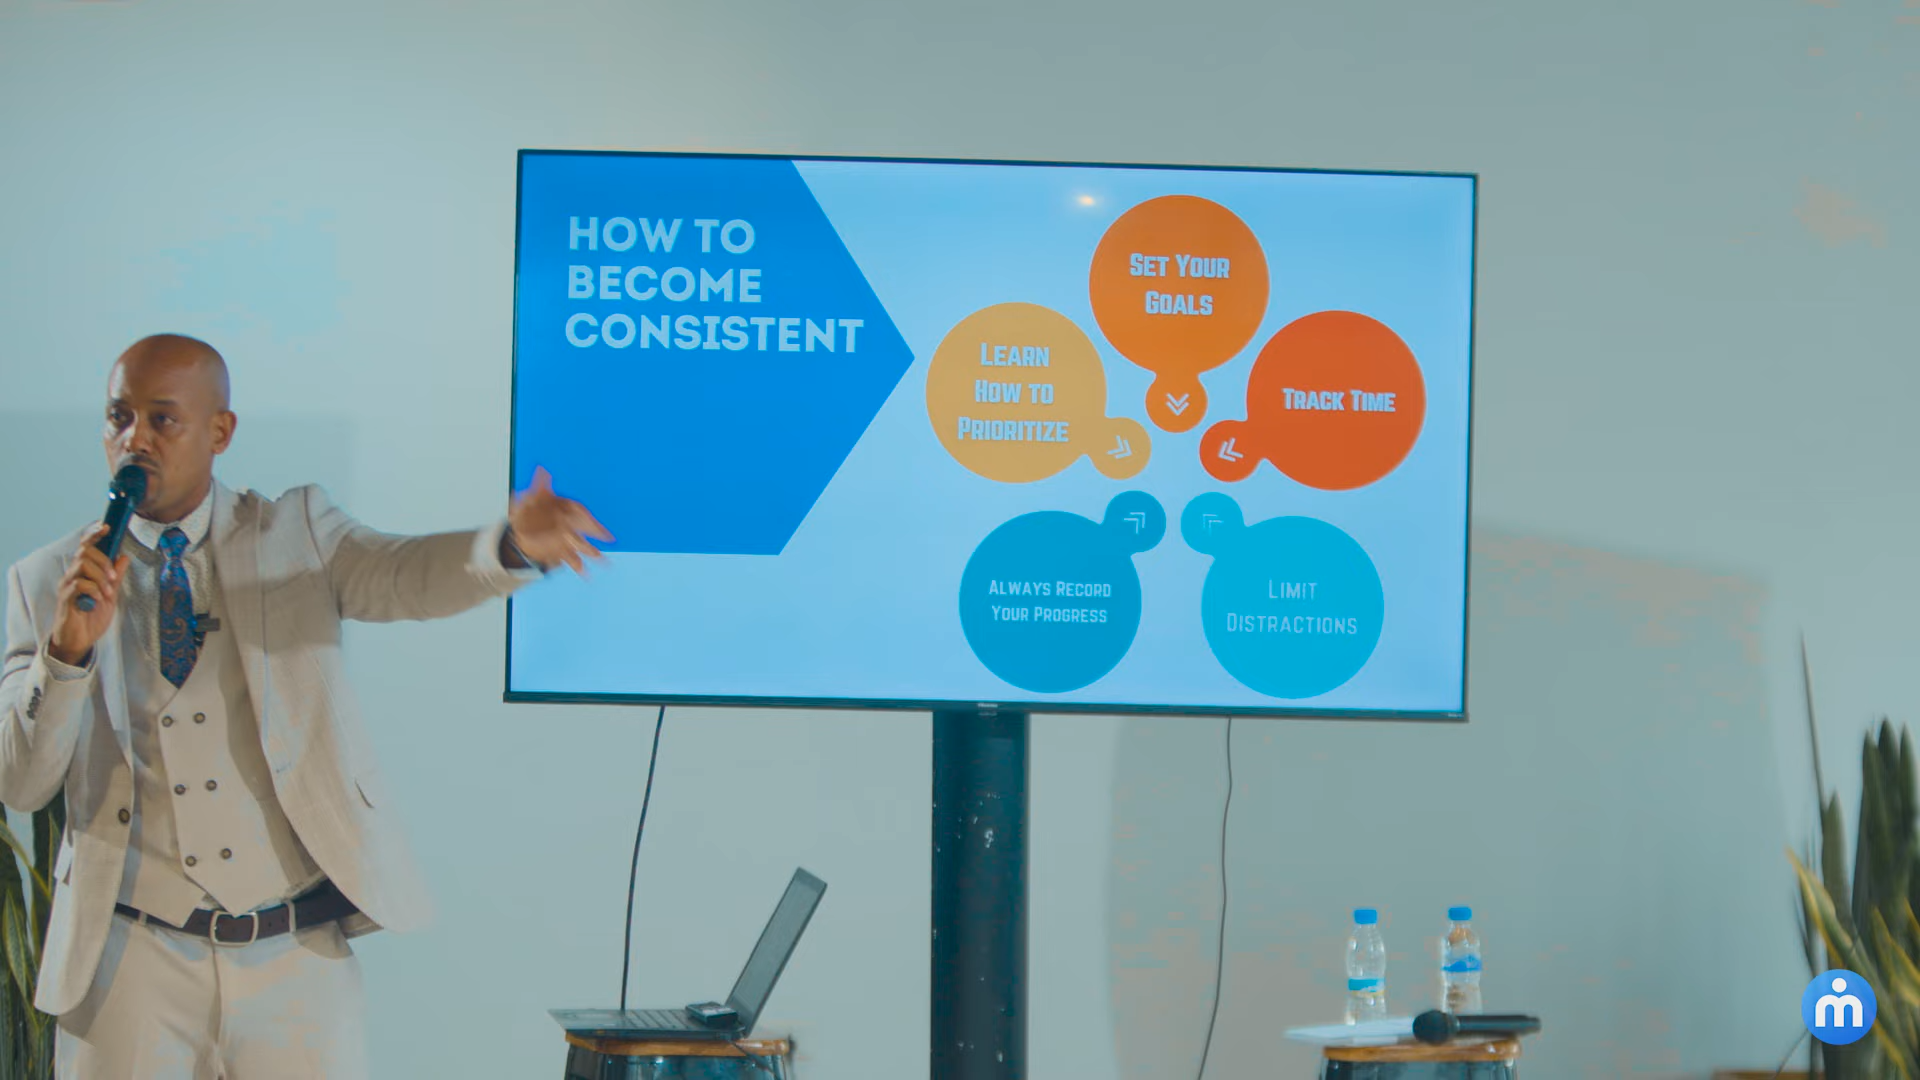 HOW TO
BECOME
CONSISTENT
SET YOUR
GOALS
LEARN
HOW TO
PRIORITIZE
TRACK TIME
ALWAYS RECORD
YOUR PROGRESS
LIMIT
DISTRACTIONS
m